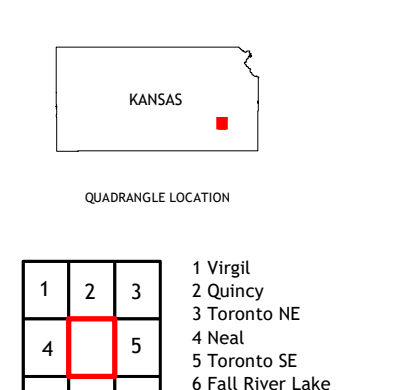 KANSAS
QUADRANGLE LOCATION
1 2 3
4 5
1 Virgil
2 Quincy
3 Toronto NE
4 Neal
5 Toronto SE
6 Fall River Lake